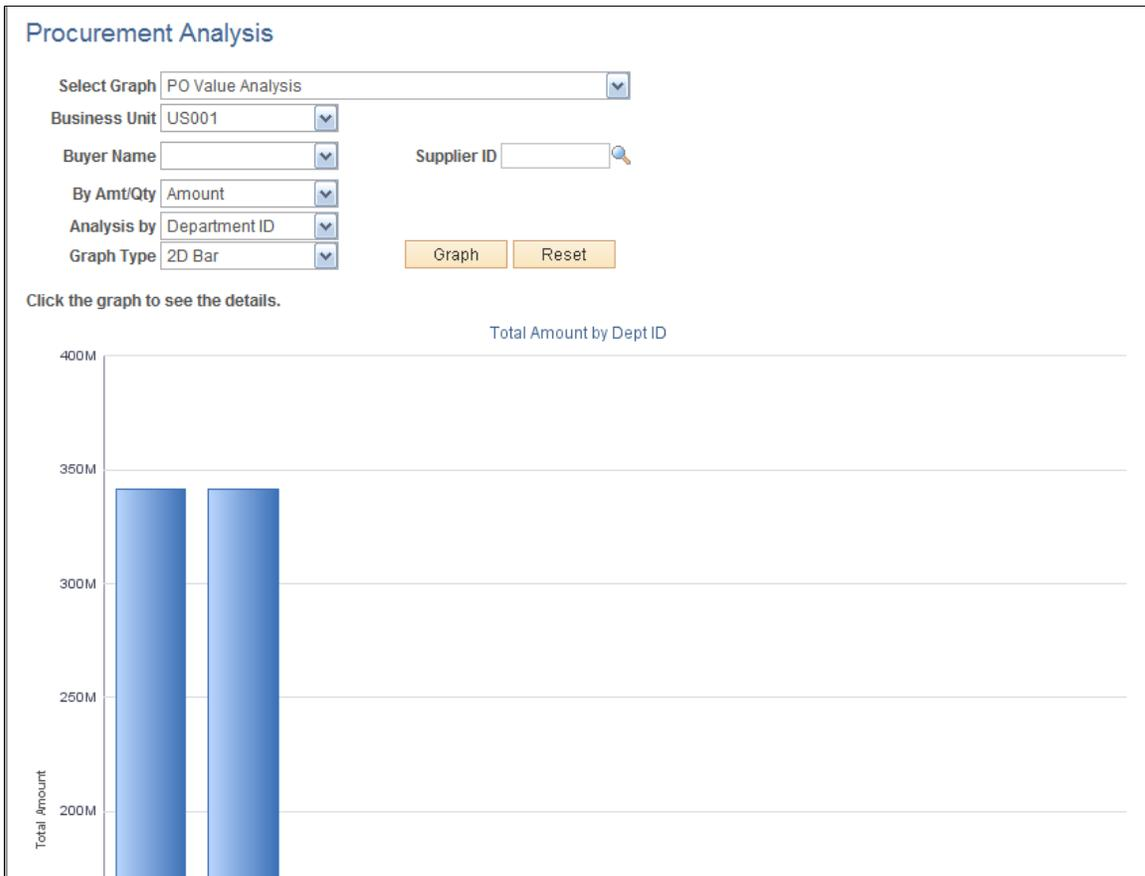 Procurement Analysis
Select Graph PO Value Analysis
Business Unit US001
Buyer Name Supplier ID
By Amt/Qty Amount
Analysis by Department ID
Graph Type 2D Bar Graph Reset
Click the graph to see the details.
Total Amount by Dept ID
400M
350M
300M
250M
200M
Total Amount